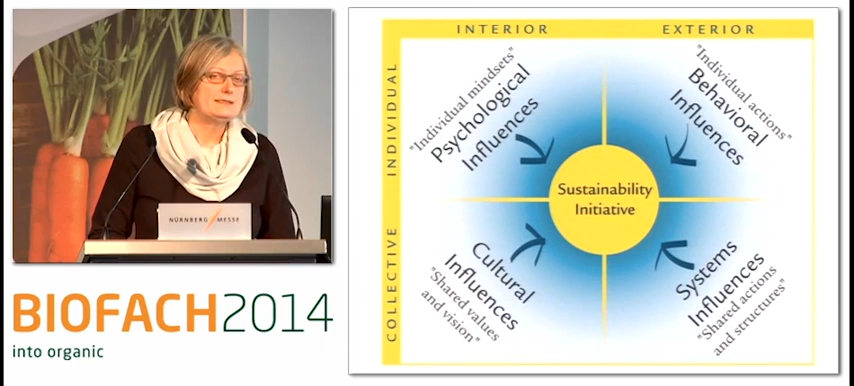 NÜRNBERG MESSE
BIOFACH2014
into organic
INTERIOR
EXTERIOR
INDIVIDUAL
COLLECTIVE
"Individual mindsets"
Psychological
Influences
"Individual actions"
Behavioral
Influences
Sustainability
Initiative
Cultural
Influences
"Shared values
and vision"
Systems
Influences
"Shared actions
and structures"